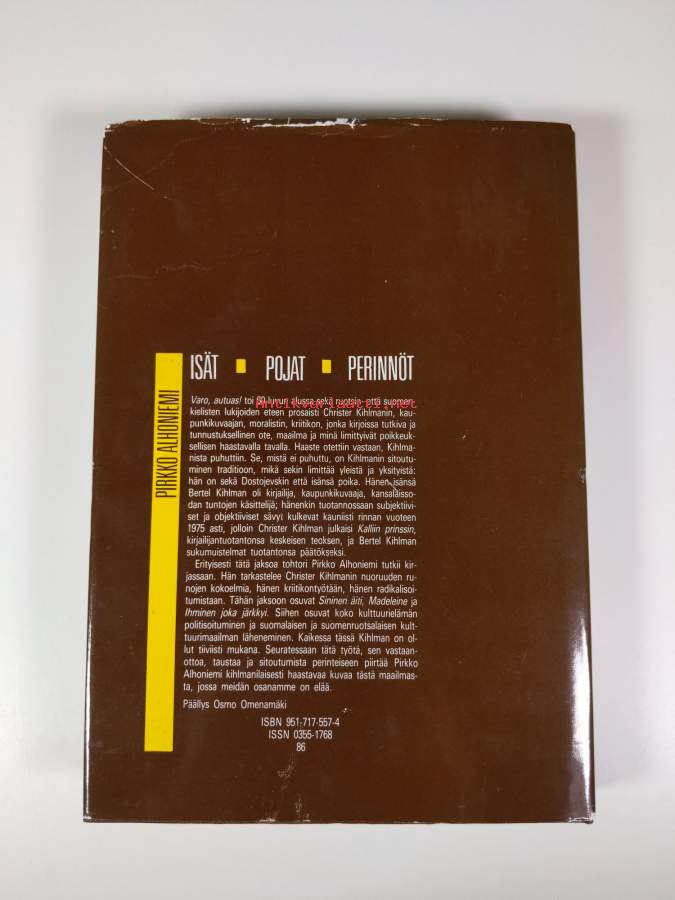 ISÄT ▪ POJAT ▪ PERINNÖT
PIRKKO ALHONIEMI
Varo, autuas! toi 60-luvun alussa sekä ruotsin- että suomen-
Antikvariaatti.net
kielisten lukijoiden eteen prosaisti Christer Kihlmanin, kau-
punkikuvaajan, moralistin, kriitikon, jonka kirjoissa tutkiva ja
tunnustuksellinen ote, maailma ja minä limittyivät poikkeuk-
sellisen haastavalla tavalla. Haaste otettiin vastaan, Kihlma-
nista puhuttiin. Se, mistä ei puhuttu, on Kihlmanin sitoutu-
minen traditioon, mikä sekin limittää yleistä ja yksityistä:
hän on sekä Dostojevskin että isänsä poika. Hänen isänsä
Bertel Kihlman oli kirjailija, kaupunkikuvaaja, kansalaisso-
dan tuntojen käsittelijä; hänenkin tuotannossaan subjektiivi-
set ja objektiiviset sävyt kulkevat kauniisti rinnan vuoteen
1975 asti, jolloin Christer Kihlman julkaisi Kalliin prinssin,
kirjailijantuotantonsa keskeisen teoksen, ja Bertel Kihlman
sukumuistelmat tuotantonsa päätökseksi.
Erityisesti tätä jaksoa tohtori Pirkko Alhoniemi tutkii kir-
jassaan. Hän tarkastelee Christer Kihlmanin nuoruuden ru-
nojen kokoelmia, hänen kriitikontyötään, hänen radikalisoi-
tumistaan. Tähän jaksoon osuvat Sininen äiti, Madeleine ja
Ihminen joka järkkyi. Siihen osuvat koko kulttuurielämän
politisoituminen ja suomalaisen ja suomenruotsalaisen kult-
tuurimaailman läheneminen. Kaikessa tässä Kihlman on ol-
lut tiiviisti mukana. Seuratessaan tätä työtä, sen vastaan-
ottoa, taustaa ja sitoutumista perinteiseen piirtää Pirkko
Alhoniemi kihlmanilaisesti haastavaa kuvaa tästä maailmas-
ta, jossa meidän osanamme on elää.
Päällys Osmo Omenamäki
ISBN 951-717-557-4
ISSN 0355-1768
86